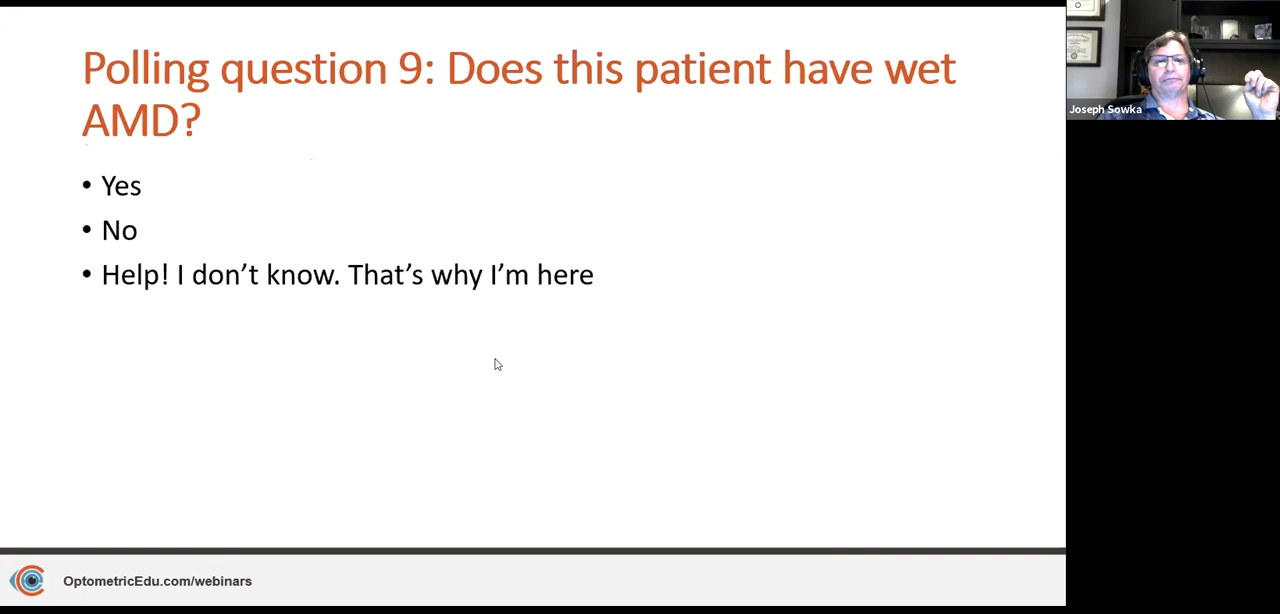 Polling question 9: Does this patient have wet
AMD?
• Yes
• No
• Help! I don’t know. That’s why I’m here
OptometricEdu.com/webinars
Joseph Sowka